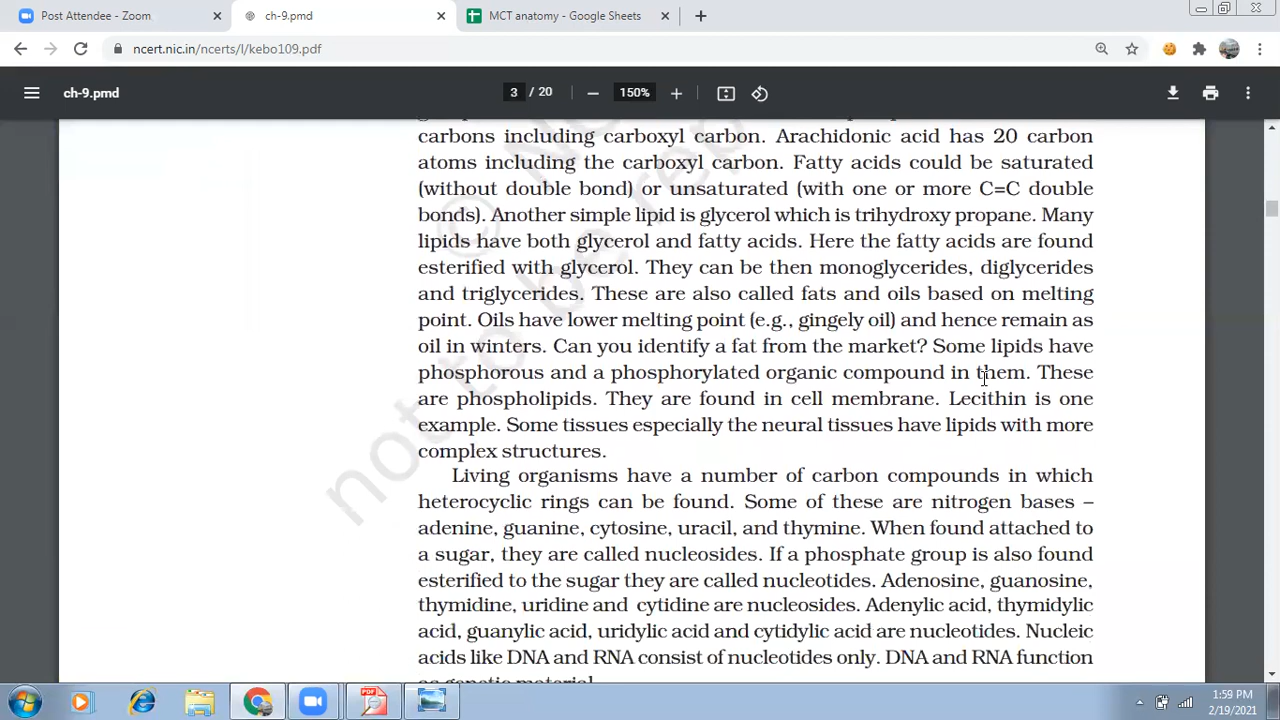 Post Attendee - Zoom
ch-9.pmd
MCT anatomy - Google Sheets
ncert.nic.in/ncerts/l/kebo109.pdf
ch-9.pmd
3 / 20
150%
carbons including carboxyl carbon. Arachidonic acid has 20 carbon
atoms including the carboxyl carbon. Fatty acids could be saturated
(without double bond) or unsaturated (with one or more C=C double
bonds). Another simple lipid is glycerol which is trihydroxy propane. Many
lipids have both glycerol and fatty acids. Here the fatty acids are found
esterified with glycerol. They can be then monoglycerides, diglycerides
and triglycerides. These are also called fats and oils based on melting
point. Oils have lower melting point (e.g., gingely oil) and hence remain as
oil in winters. Can you identify a fat from the market? Some lipids have
phosphorous and a phosphorylated organic compound in them. These
are phospholipids. They are found in cell membrane. Lecithin is one
example. Some tissues especially the neural tissues have lipids with more
complex structures.
Living organisms have a number of carbon compounds in which
heterocyclic rings can be found. Some of these are nitrogen bases –
adenine, guanine, cytosine, uracil, and thymine. When found attached to
a sugar, they are called nucleosides. If a phosphate group is also found
esterified to the sugar they are called nucleotides. Adenosine, guanosine,
thymidine, uridine and cytidine are nucleosides. Adenylic acid, thymidylic
acid, guanylic acid, uridylic acid and cytidylic acid are nucleotides. Nucleic
acids like DNA and RNA consist of nucleotides only. DNA and RNA function
as genetic material.
not to be rep
1:59 PM
2/19/2021